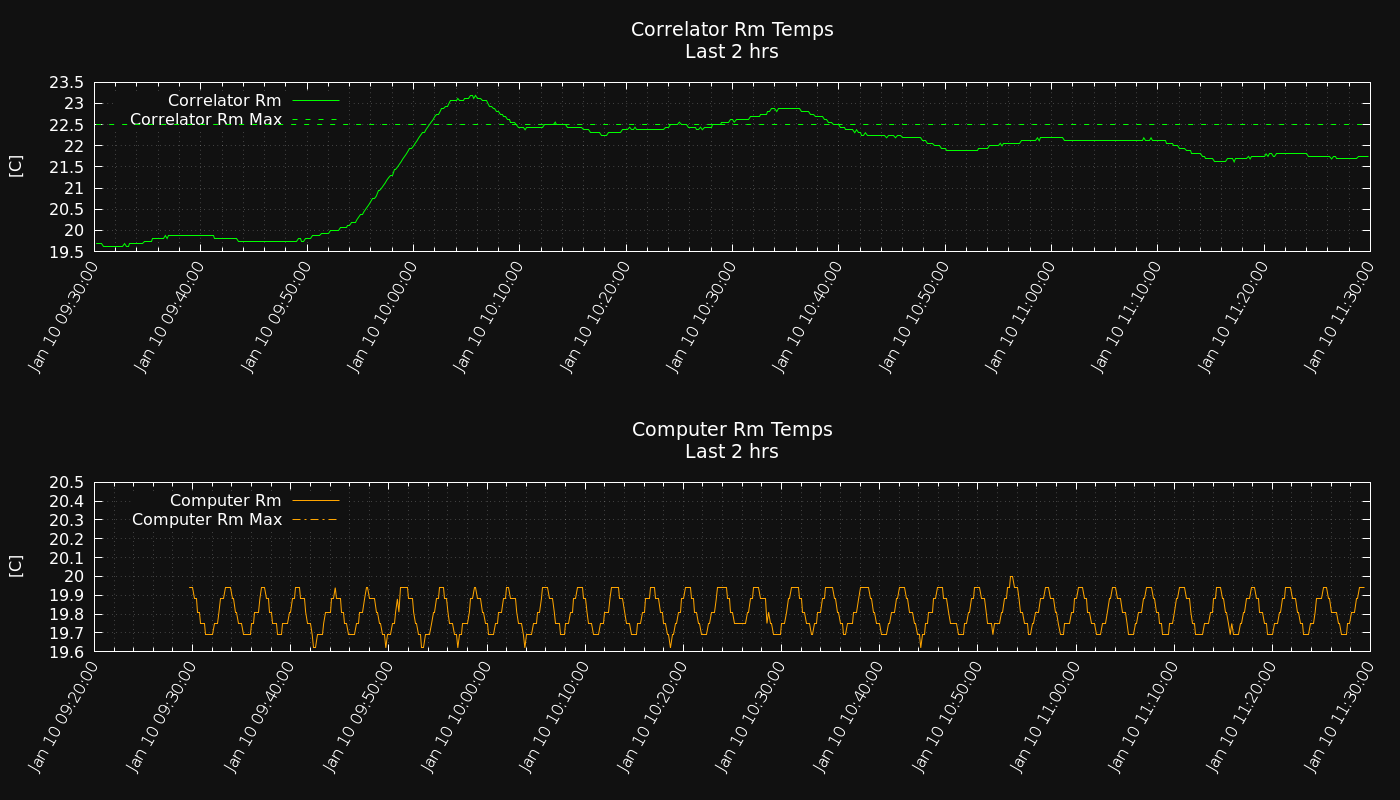 Correlator Rm Temps
Last 2 hrs
[C]
23.5
23
22.5
22
21.5
21
20.5
20
19.5
Correlator Rm
Correlator Rm Max
Jan 10 09:30:00
Jan 10 09:40:00
Jan 10 09:50:00
Jan 10 10:00:00
Jan 10 10:10:00
Jan 10 10:20:00
Jan 10 10:30:00
Jan 10 10:40:00
Jan 10 10:50:00
Jan 10 11:00:00
Jan 10 11:10:00
Jan 10 11:20:00
Jan 10 11:30:00
Computer Rm Temps
Last 2 hrs
[C]
20.5
20.4
20.3
20.2
20.1
20
19.9
19.8
19.7
19.6
Computer Rm
Computer Rm Max
Jan 10 09:20:00
Jan 10 09:30:00
Jan 10 09:40:00
Jan 10 09:50:00
Jan 10 10:00:00
Jan 10 10:10:00
Jan 10 10:20:00
Jan 10 10:30:00
Jan 10 10:40:00
Jan 10 10:50:00
Jan 10 11:00:00
Jan 10 11:10:00
Jan 10 11:20:00
Jan 10 11:30:00